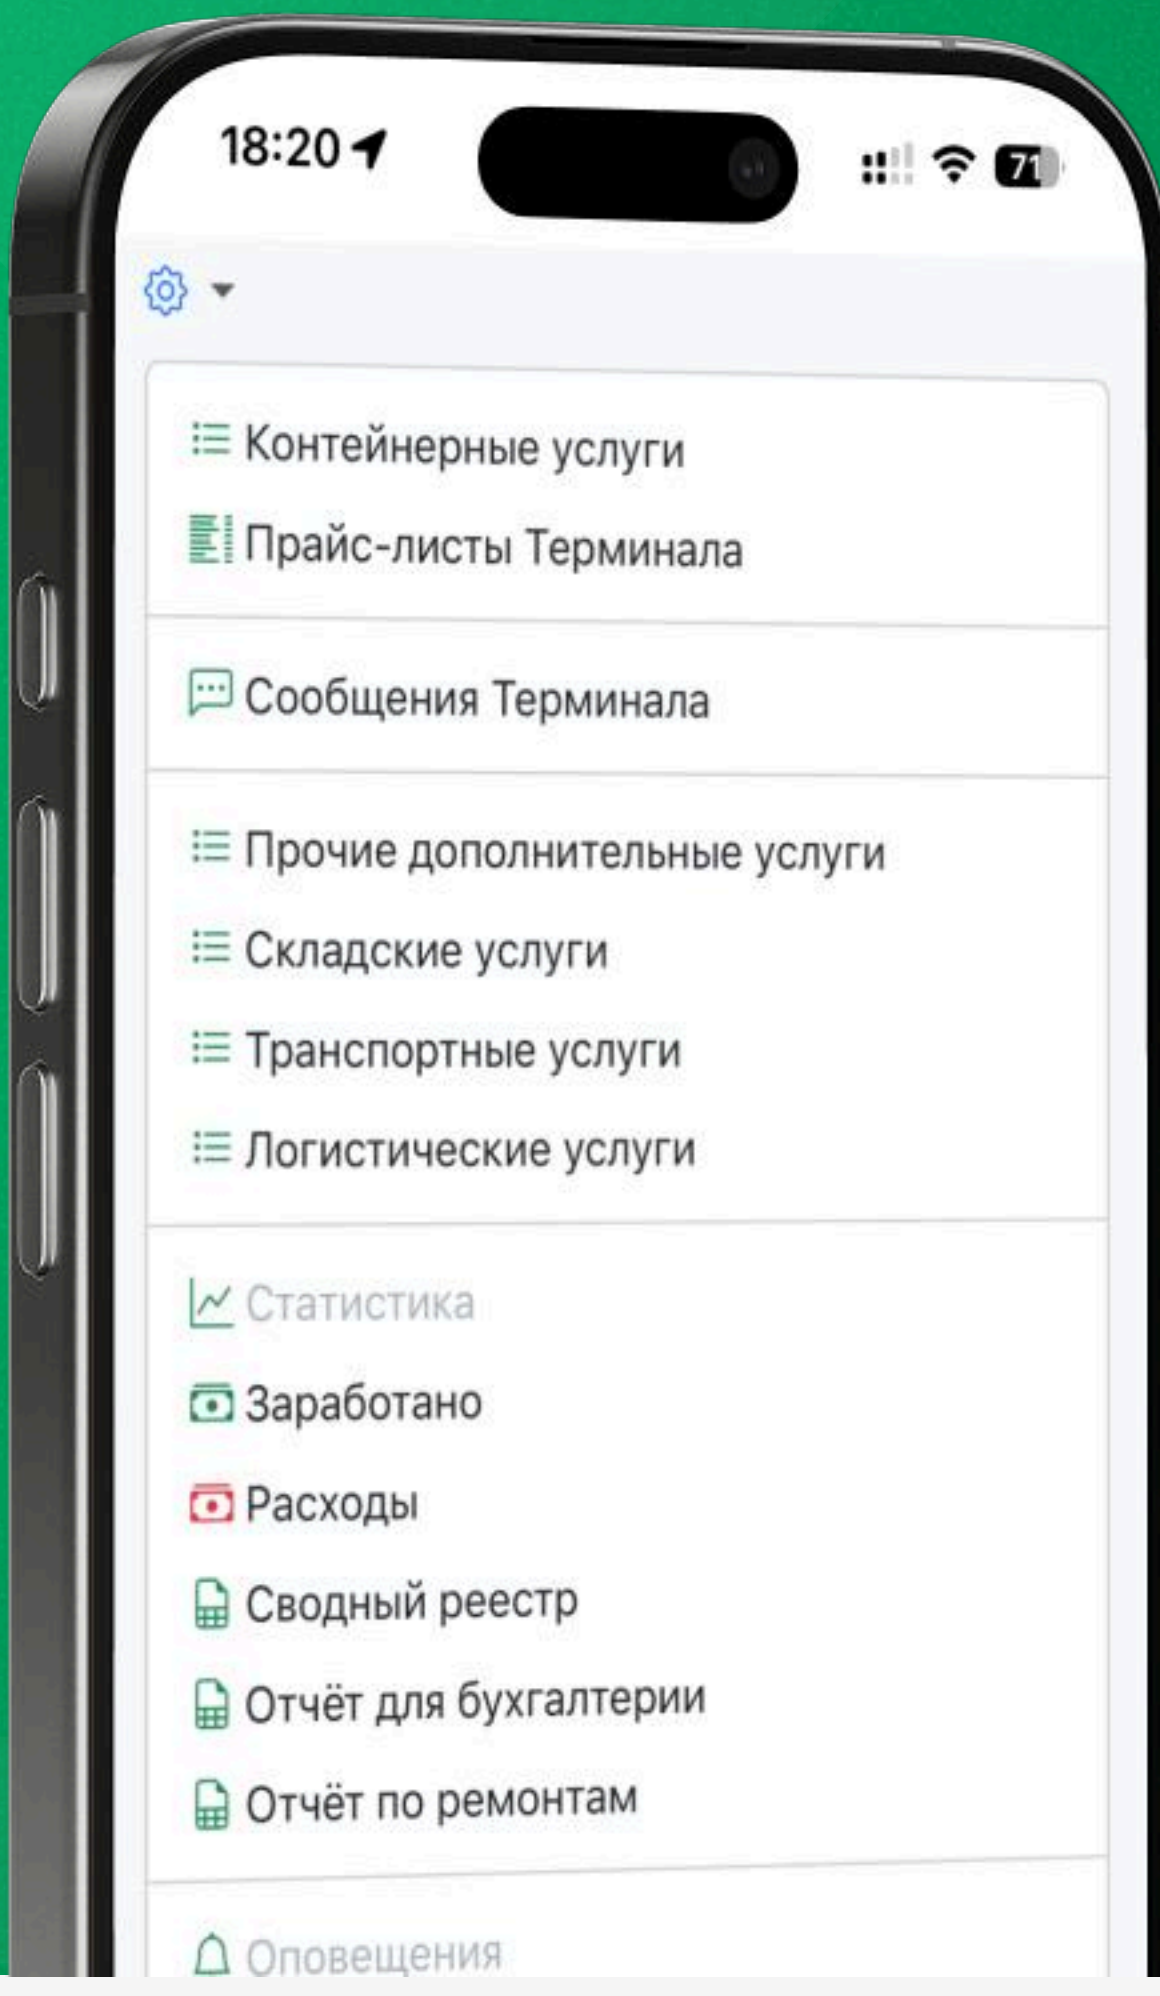 18:20
71
Контейнерные услуги
Прайс-листы Терминала
Сообщения Терминала
Прочие дополнительные услуги
Складские услуги
Транспортные услуги
Логистические услуги
Статистика
Заработано
Расходы
Сводный реестр
Отчёт для бухгалтерии
Отчёт по ремонтам
Оповещения